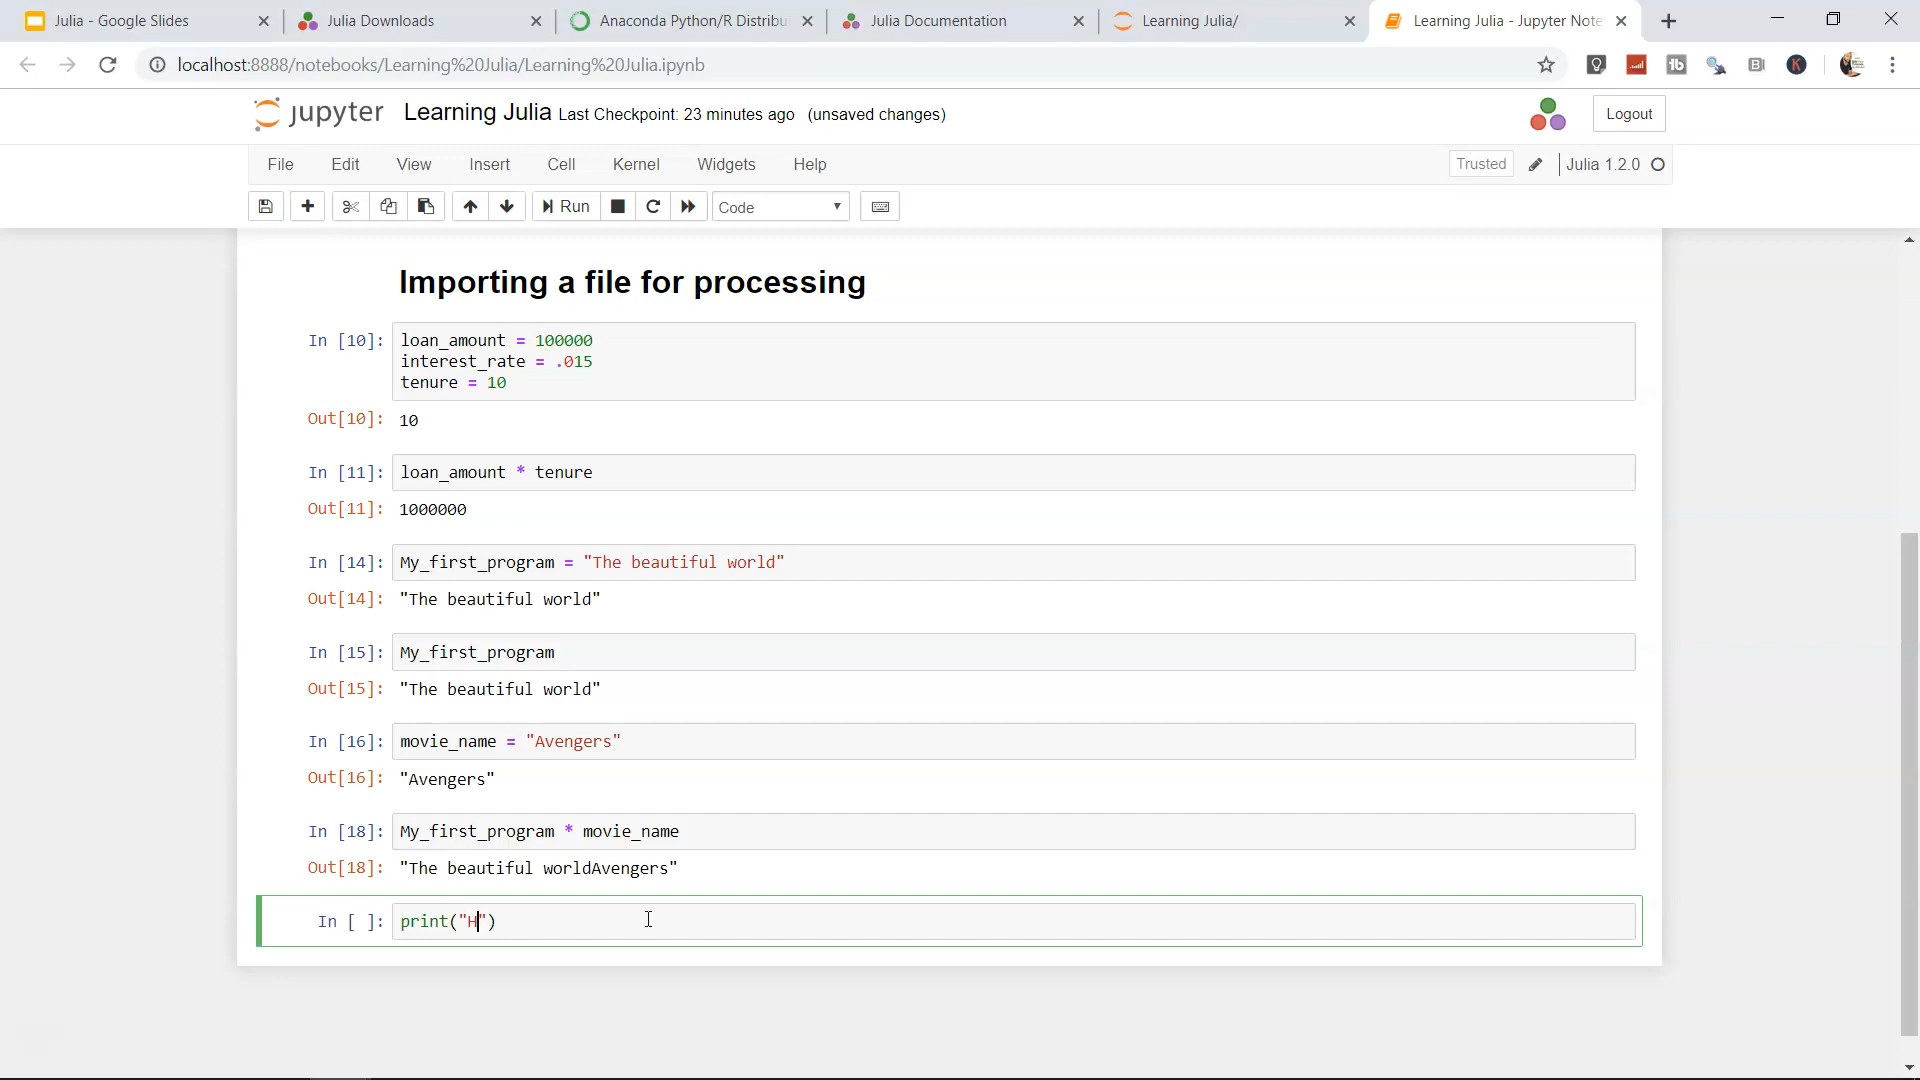 Julia - Google Slides
Julia Downloads
Anaconda Python/R Distribu
Julia Documentation
Learning Julia/
Learning Julia - Jupyter Note
localhost:8888/notebooks/Learning%20Julia/Learning%20Julia.ipynb
jupyter Learning Julia Last Checkpoint: 23 minutes ago (unsaved changes)
Logout
File Edit View Insert Cell Kernel Widgets Help
Trusted
Julia 1.2.0
Run
Code
Importing a file for processing
In [10]: loan_amount = 100000
interest_rate = .015
tenure = 10
Out[10]: 10
In [11]: loan_amount * tenure
Out[11]: 1000000
In [14]: My_first_program = "The beautiful world"
Out[14]: "The beautiful world"
In [15]: My_first_program
Out[15]: "The beautiful world"
In [16]: movie_name = "Avengers"
Out[16]: "Avengers"
In [18]: My_first_program * movie_name
Out[18]: "The beautiful worldAvengers"
In [ ]: print("H")